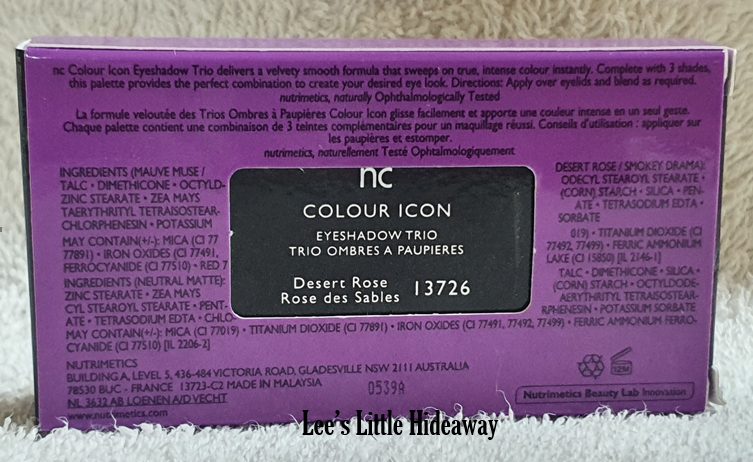 nc Colour Icon Eyeshadow Trio delivers a velvety smooth formula that sweeps on true, intense colour instantly. Complete with 3 shades,
this palette provides the perfect combination to create your desired eye look. Directions: Apply over eyelids and blend as required.
nutrimetics, naturally Ophthalmologically Tested
La formule veloutée des Trios Ombres à Paupières Colour Icon glisse facilement et apporte une couleur intense en un seul geste.
Chaque palette contient une combinaison de 3 teintes complémentaires pour un maquillage réussi. Conseils d'utilisation : appliquer sur
les paupières et estomper.
nutrimetics, naturellement Testé Ophtalmologiquement
INGREDIENTS (MAUVE MUSE /
TALC • DIMETHICONE • OCTYLD-
ZINC STEARATE • ZEA MAYS
TAERYTHRITYL TETRAISOSTEAR-
CHLORPHENESIN • POTASSIUM
MAY CONTAIN(+/-): MICA (CI 77
77891) • IRON OXIDES (CI 77491,
FERROCYANIDE (CI 77510) • RED 7
INGREDIENTS (NEUTRAL MATTE):
ZINC STEARATE • ZEA MAYS
CYL STEAROYL STEARATE • PENT-
ATE • TETRASODIUM EDTA • CHLO-
nc
COLOUR ICON
EYESHADOW TRIO
TRIO OMBRES A PAUPIERES
Desert Rose
Rose des Sables 13726
DESERT ROSE / SMOKEY DRAMA):
ODECYL STEAROYL STEARATE •
(CORN) STARCH • SILICA • PEN-
ATE • TETRASODIUM EDTA •
SORBATE
019) • TITANIUM DIOXIDE (CI
77492, 77499) • FERRIC AMMONIUM
LAKE (CI 15850) [IL 2146-1]
TALC • DIMETHICONE • SILICA •
(CORN) STARCH • OCTYLDODE-
AERYTHRITYL TETRAISOSTEAR-
RPHENESIN • POTASSIUM SORBATE
MAY CONTAIN(+/-): MICA (CI 77019) • TITANIUM DIOXIDE (CI 77891) • IRON OXIDES (CI 77491, 77492, 77499) • FERRIC AMMONIUM FERRO-
CYANIDE (CI 77510) [IL 2206-2]
NUTRIMETICS
BUILDING A, LEVEL 5, 436-484 VICTORIA ROAD, GLADESVILLE NSW 2111 AUSTRALIA
78530 BUC - FRANCE 13723-C2 MADE IN MALAYSIA
NL 3632 AB LOENEN A/D VECHT
www.nutrimetics.com
0539A
12M
Nutrimetics Beauty Lab Innovation
Lee's Little Hideaway